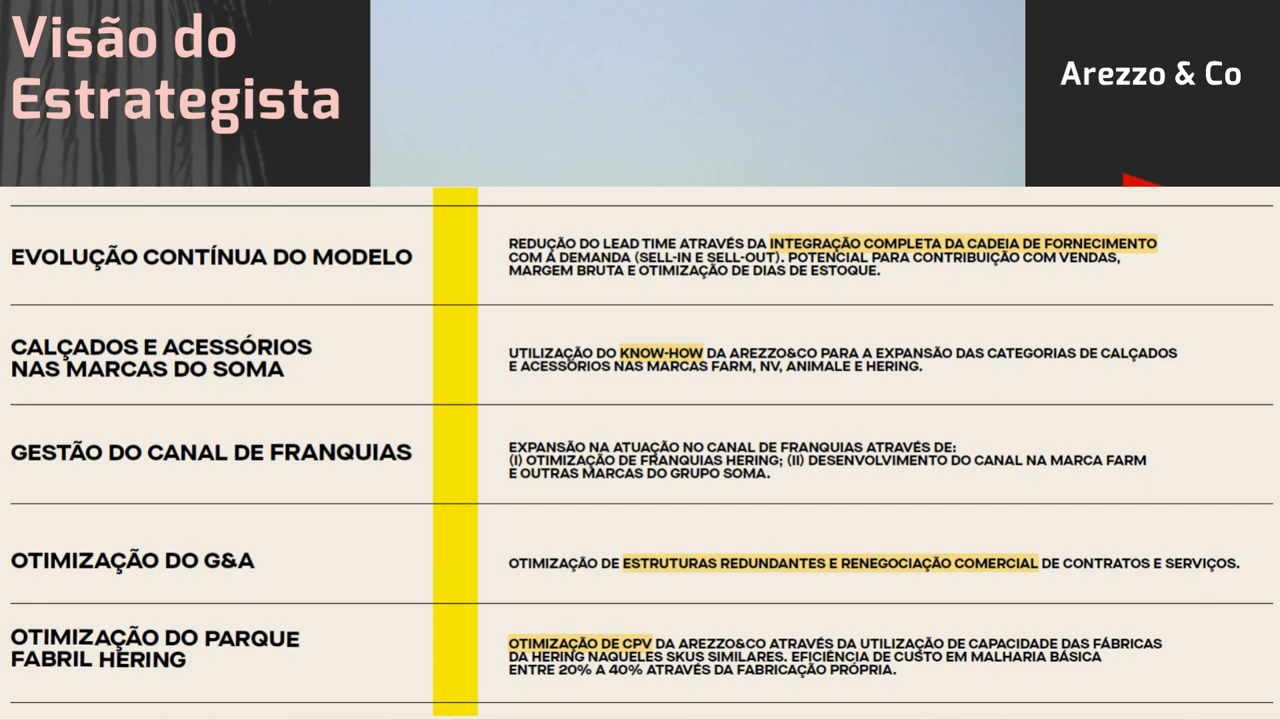 Visão do
Estrategista
Arezzo & Co
EVOLUÇÃO CONTÍNUA DO MODELO
REDUÇÃO DO LEAD TIME ATRAVÉS DA INTEGRAÇÃO COMPLETA DA CADEIA DE FORNECIMENTO
COM A DEMANDA (SELL-IN E SELL-OUT). POTENCIAL PARA CONTRIBUIÇÃO COM VENDAS,
MARGEM BRUTA E OTIMIZAÇÃO DE DIAS DE ESTOQUE.
CALÇADOS E ACESSÓRIOS
NAS MARCAS DO SOMA
UTILIZAÇÃO DO KNOW-HOW DA AREZZO&CO PARA A EXPANSÃO DAS CATEGORIAS DE CALÇADOS
E ACESSÓRIOS NAS MARCAS FARM, NV, ANIMALE E HERING.
GESTÃO DO CANAL DE FRANQUIAS
EXPANSÃO NA ATUAÇÃO NO CANAL DE FRANQUIAS ATRAVÉS DE:
(I) OTIMIZAÇÃO DE FRANQUIAS HERING; (II) DESENVOLVIMENTO DO CANAL NA MARCA FARM
E OUTRAS MARCAS DO GRUPO SOMA.
OTIMIZAÇÃO DO G&A
OTIMIZAÇÃO DE ESTRUTURAS REDUNDANTES E RENEGOCIAÇÃO COMERCIAL DE CONTRATOS E SERVIÇOS.
OTIMIZAÇÃO DO PARQUE
FABRIL HERING
OTIMIZAÇÃO DE CPV DA AREZZO&CO ATRAVÉS DA UTILIZAÇÃO DE CAPACIDADE DAS FÁBRICAS
DA HERING NAQUELES SKUS SIMILARES. EFICIÊNCIA DE CUSTO EM MALHARIA BÁSICA
ENTRE 20% A 40% ATRAVÉS DA FABRICAÇÃO PRÓPRIA.